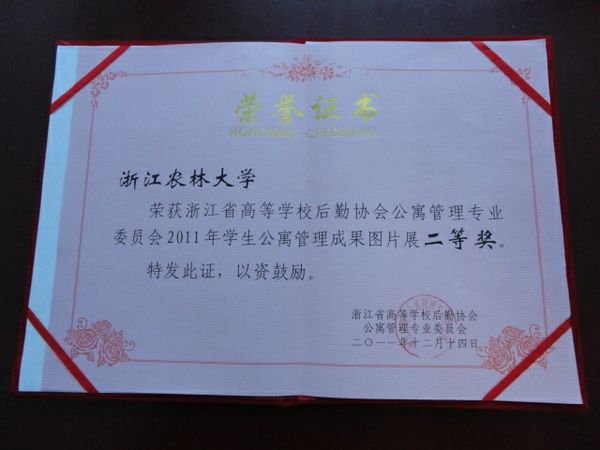 荣誉证书
HONORARY CREDENTIAL
浙江农林大学
荣获浙江省高等学校后勤协会公寓管理专业
委员会2011年学生公寓管理成果图片展二等奖。
特发此证，以资鼓励。
浙江省高等学校后勤协会
公寓管理专业委员会
二〇一一年十二月十四日